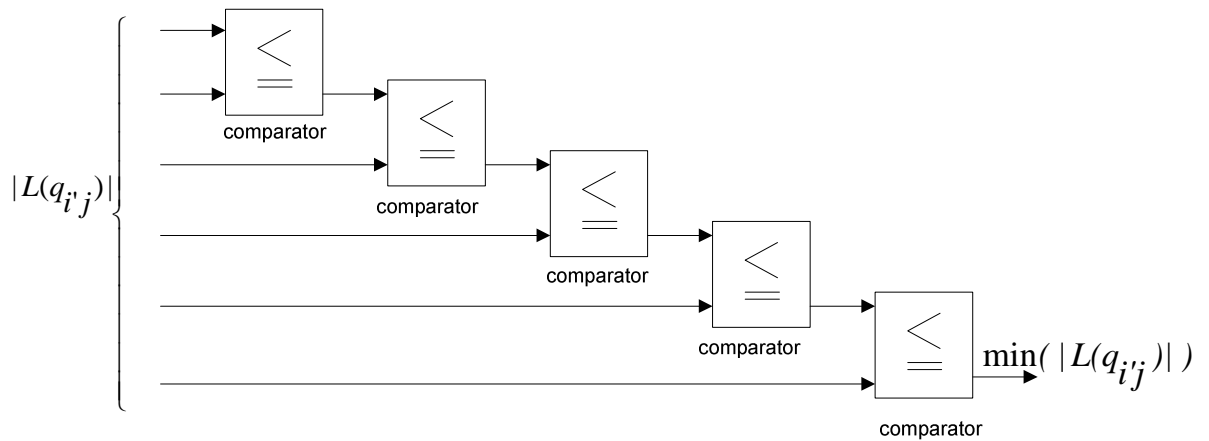 <
=
comparator
<
=
comparator
|L(q_{i'j})|
<
=
comparator
<
=
comparator
<
=
min( |L(q_{i'j})| )
comparator